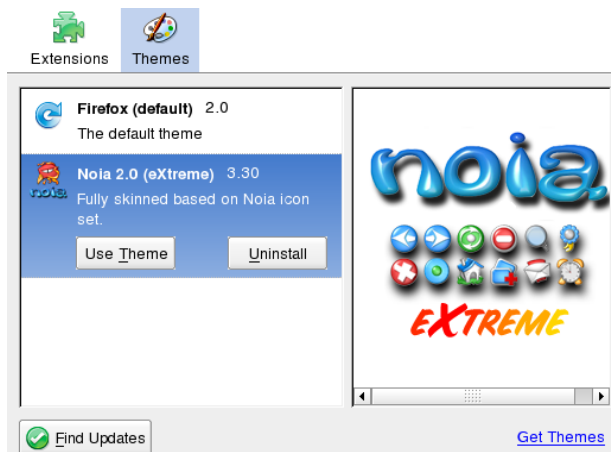 Extensions
Themes
Firefox (default) 2.0
The default theme
Noia 2.0 (eXtreme) 3.30
noia
Fully skinned based on Noia icon
set.
Use Theme
Uninstall
noia
eXTREME
Find Updates
Get Themes